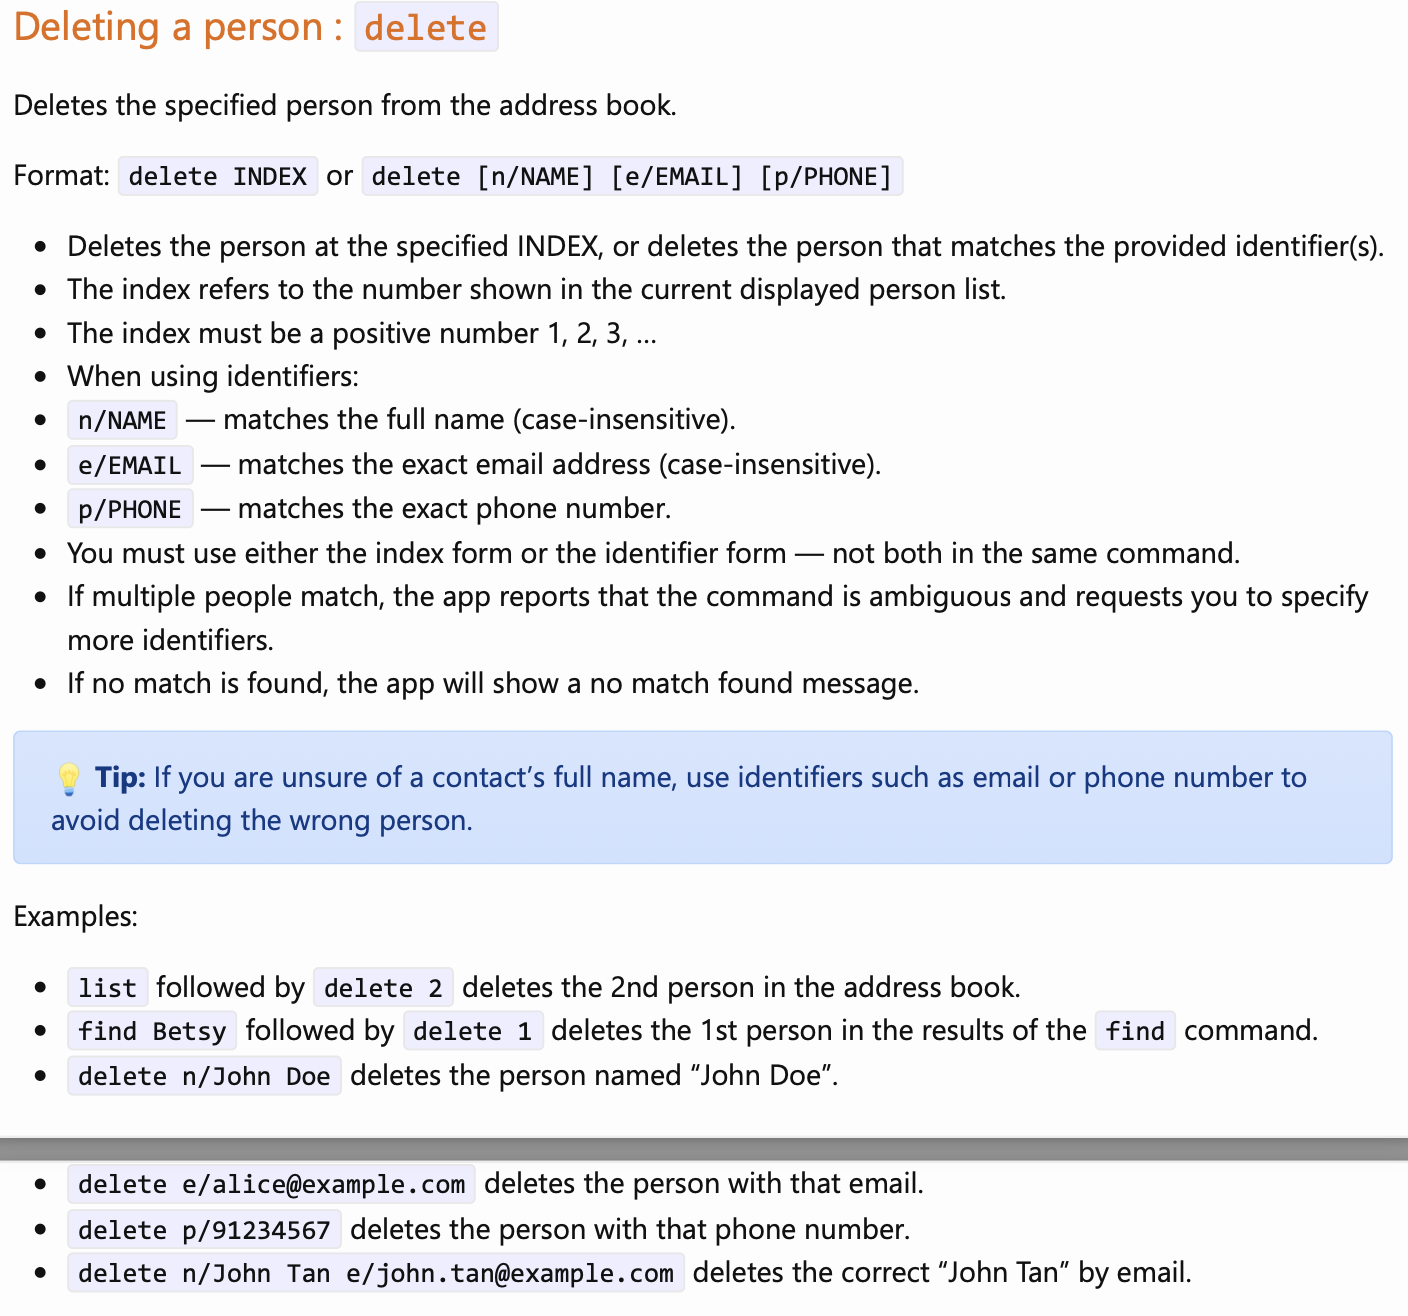 Deleting a person : delete
Deletes the specified person from the address book.
Format: delete INDEX or delete [n/NAME] [e/EMAIL] [p/PHONE]
• Deletes the person at the specified INDEX, or deletes the person that matches the provided identifier(s).
• The index refers to the number shown in the current displayed person list.
• The index must be a positive number 1, 2, 3, …
• When using identifiers:
• n/NAME — matches the full name (case-insensitive).
• e/EMAIL — matches the exact email address (case-insensitive).
• p/PHONE — matches the exact phone number.
• You must use either the index form or the identifier form — not both in the same command.
• If multiple people match, the app reports that the command is ambiguous and requests you to specify
more identifiers.
• If no match is found, the app will show a no match found message.
💡 Tip: If you are unsure of a contact’s full name, use identifiers such as email or phone number to
avoid deleting the wrong person.
Examples:
• list followed by delete 2 deletes the 2nd person in the address book.
• find Betsy followed by delete 1 deletes the 1st person in the results of the find command.
• delete n/John Doe deletes the person named “John Doe”.
• delete e/alice@example.com deletes the person with that email.
• delete p/91234567 deletes the person with that phone number.
• delete n/John Tan e/john.tan@example.com deletes the correct “John Tan” by email.